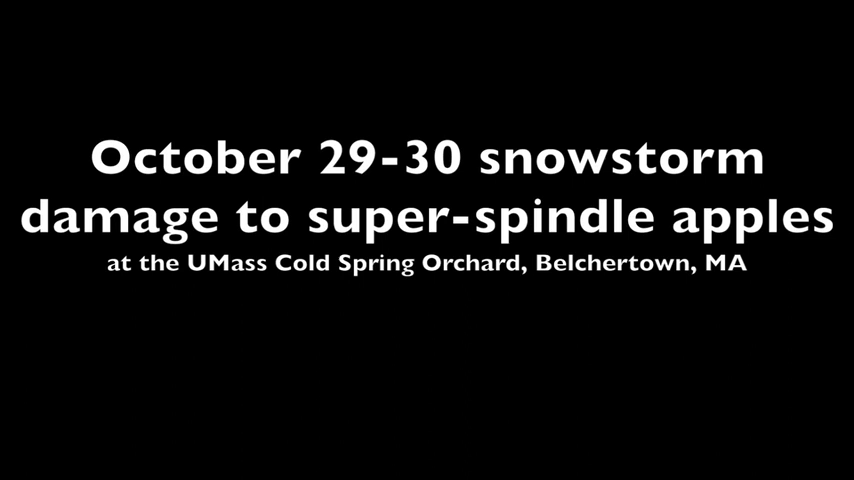 October 29-30 snowstorm
damage to super-spindle apples
at the UMass Cold Spring Orchard, Belchertown, MA